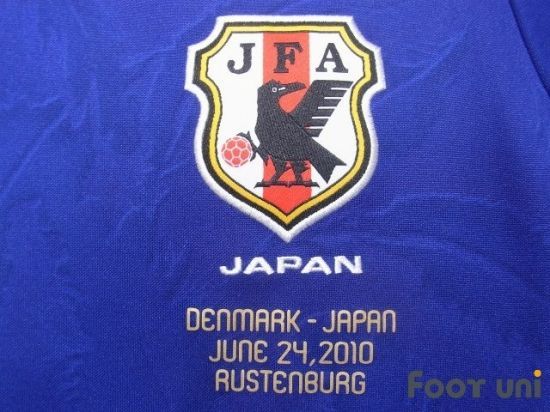 JFA
JAPAN
DENMARK - JAPAN
JUNE 24, 2010
RUSTENBURG
Foot uni